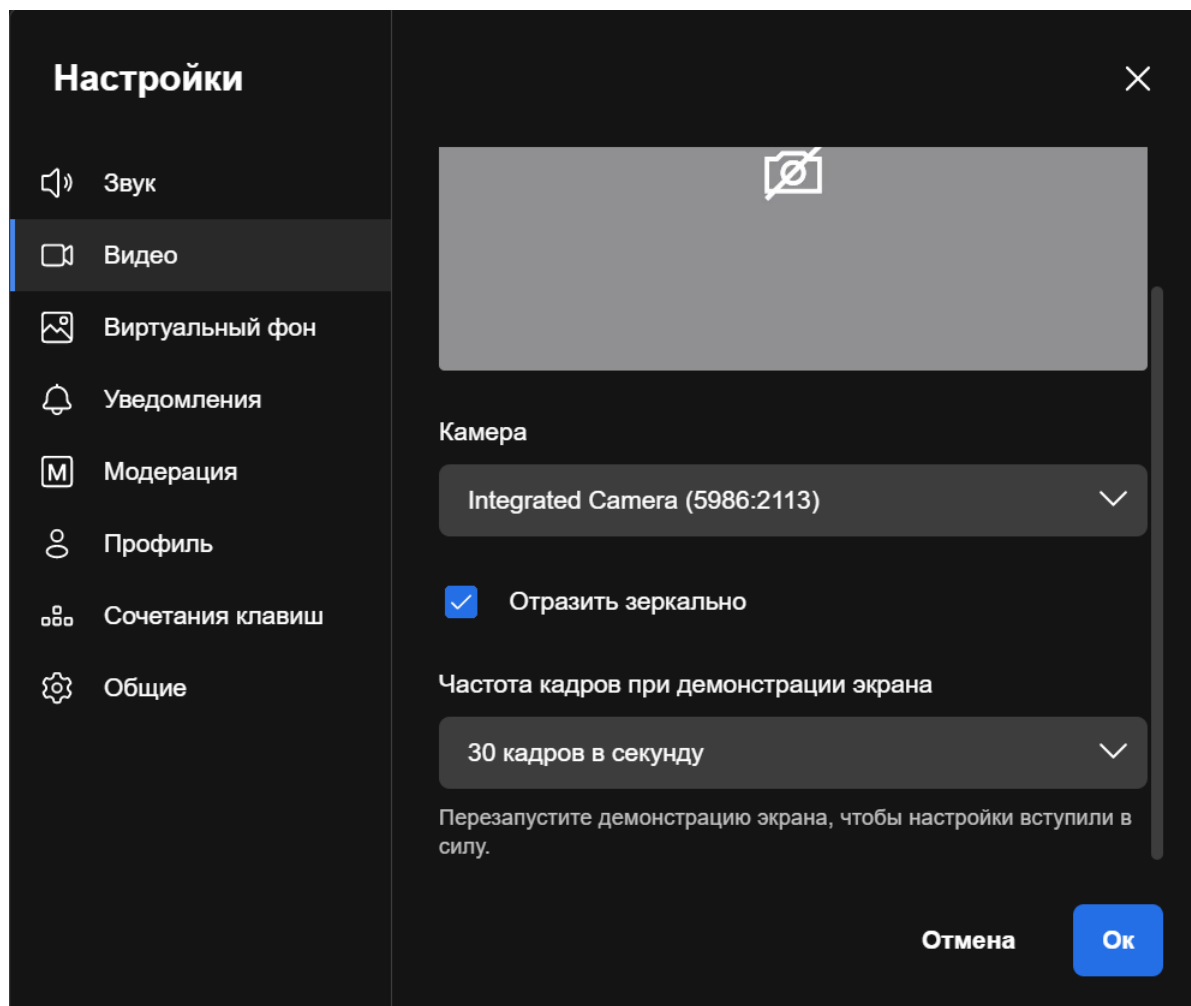 Настройки
Звук
Видео
Виртуальный фон
Уведомления
M Модерация
Профиль
Сочетания клавиш
Общие
Камера
Integrated Camera (5986:2113)
Отразить зеркально
Частота кадров при демонстрации экрана
30 кадров в секунду
Перезапустите демонстрацию экрана, чтобы настройки вступили в
силу.
Отмена
Ок